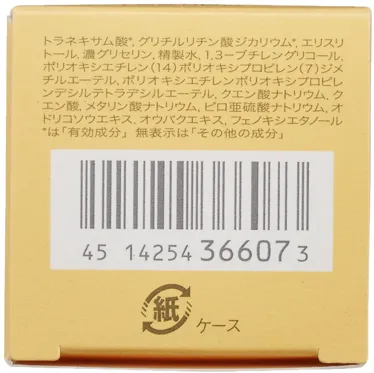 トラネキサム酸*, グリチルリチン酸ジカリウム*, エリスリ
トール, 濃グリセリン, 精製水, 1,3ーブチレングリコール,
ポリオキシエチレン(14)ポリオキシプロピレン(7)ジメ
チルエーテル, ポリオキシエチレンポリオキシプロピレ
ンデシルテトラデシルエーテル, クエン酸ナトリウム, ク
エン酸, メタリン酸ナトリウム, ピロ亜硫酸ナトリウム, オ
ドリコソウエキス, オウバクエキス, フェノキシエタノール
*は「有効成分」 無表示は「その他の成分」
45 14254 366073
紙 ケース